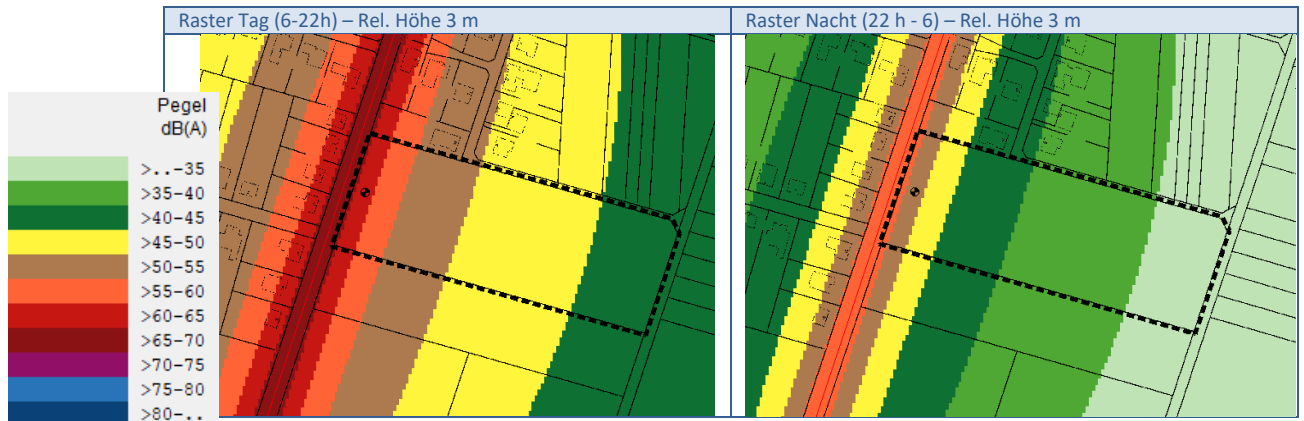 Raster Tag (6-22h) – Rel. Höhe 3 m
Raster Nacht (22 h - 6) – Rel. Höhe 3 m
Pegel
dB(A)
>..-35
>35-40
>40-45
>45-50
>50-55
>55-60
>60-65
>65-70
>70-75
>75-80
>80-..